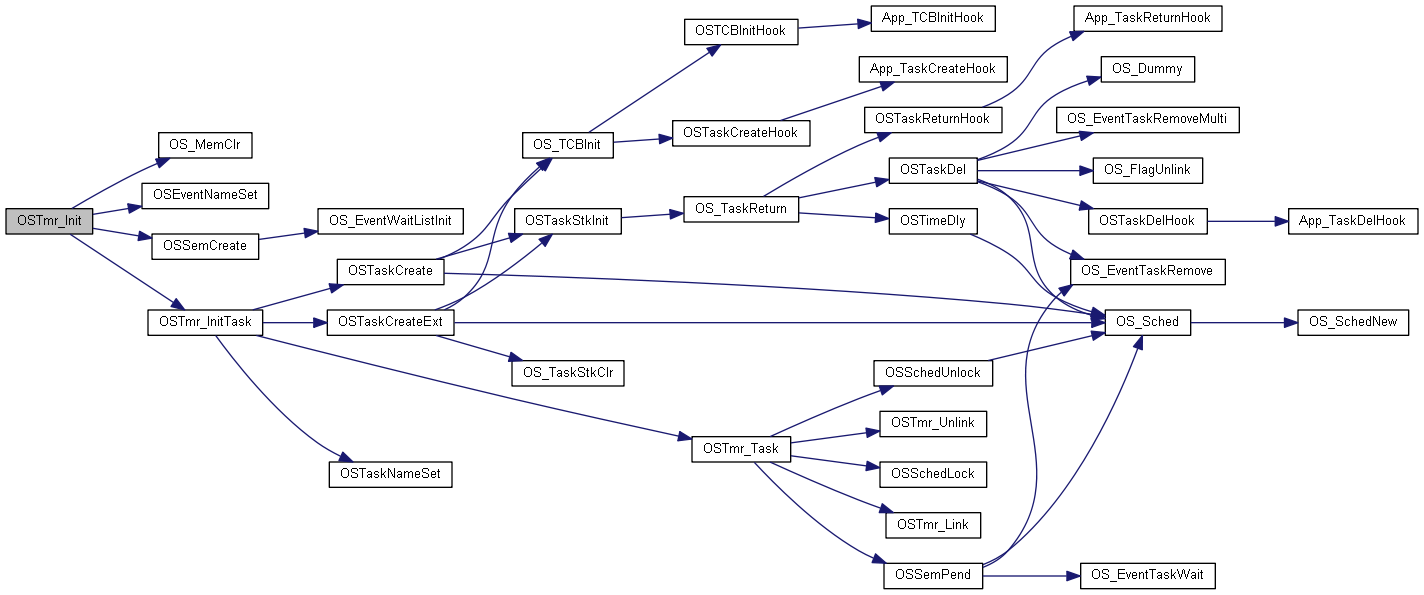 App_TCBInitHook
App_TaskReturnHook
OSTCBInitHook
App_TaskCreateHook
OS_Dummy
OSTaskReturnHook
OS_EventTaskRemoveMulti
OSTaskCreateHook
OS_MemClr
OS_TCBInit
OSTaskDel
OS_FlagUnlink
OSEventNameSet
OS_TaskReturn
OSTmr_Init
OS_EventWaitListInit
OSTaskStkInit
OSTimeDly
OSTaskDelHook
App_TaskDelHook
OSSemCreate
OSTaskCreate
OS_EventTaskRemove
OSTmr_InitTask
OSTaskCreateExt
OS_Sched
OS_SchedNew
OS_TaskStkClr
OSSchedUnlock
OSTmr_Unlink
OSTmr_Task
OSTaskNameSet
OSSchedLock
OSTmr_Link
OSSemPend
OS_EventTaskWait